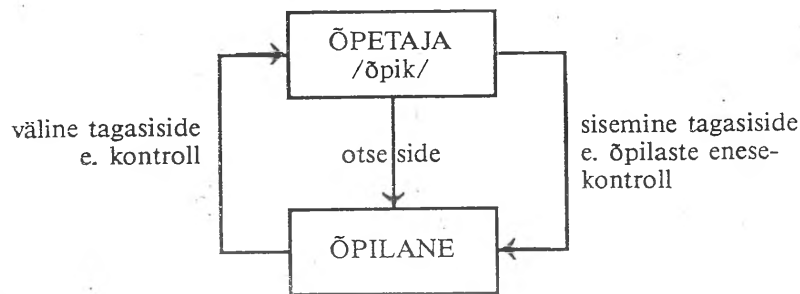 ÕPETAJA
/õpik/
väline tagasiside
e. kontroll
otse side
sisemine tagasiside
e. õpilaste enese-
kontroll
ÕPILANE